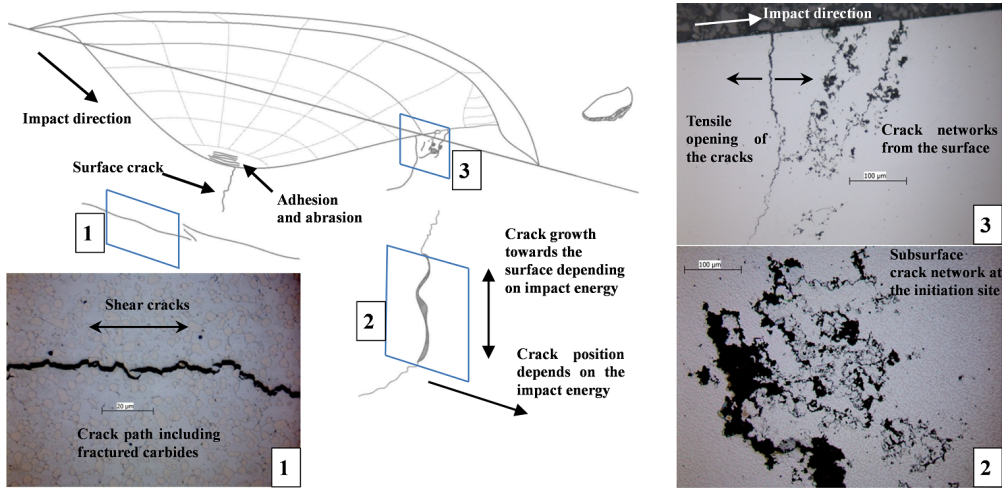 Impact direction
Surface crack
Adhesion
and abrasion
3
1
Crack growth
towards the
surface depending
on impact energy
2
Crack position
depends on the
impact energy
Shear cracks
20 µm
Crack path including
fractured carbides
1
Impact direction
Tensile
opening of
the cracks
Crack networks
from the surface
100 µm
3
100 µm
Subsurface
crack network at
the initiation site
2